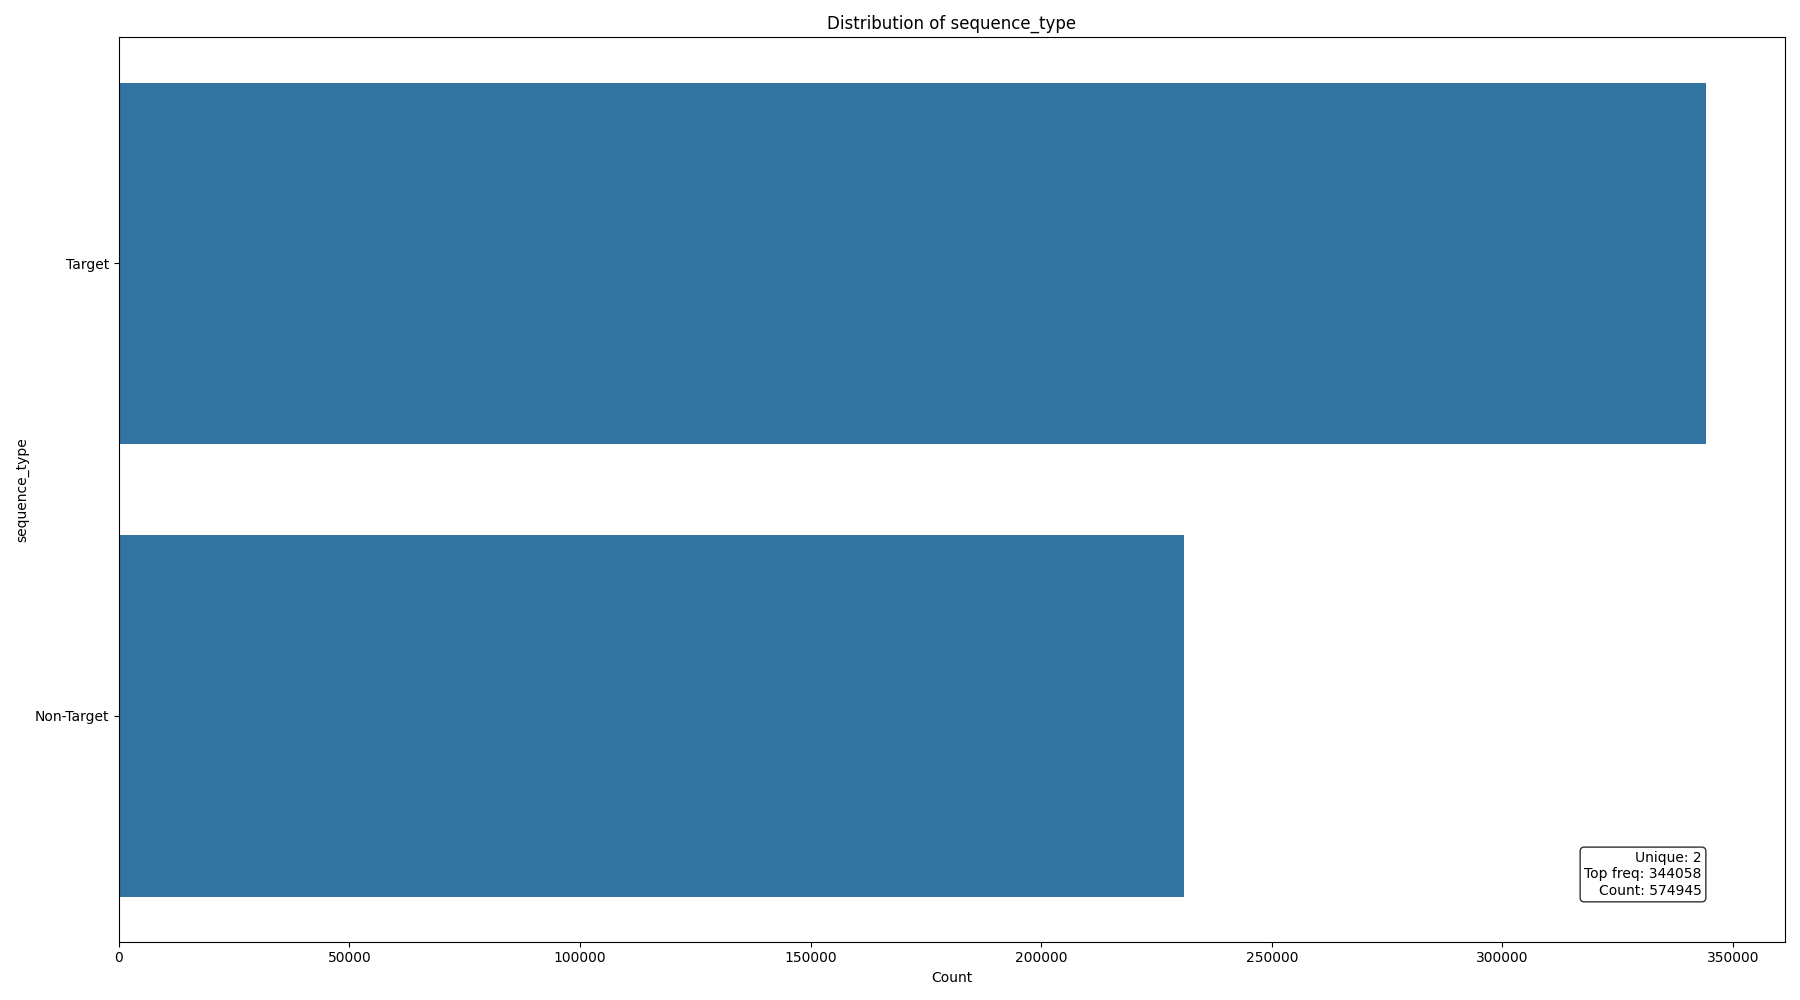 Distribution of sequence_type
Target
sequence_type
Non-Target
Unique: 2
Top freq: 344058
Count: 574945
0 50000 100000 150000 200000 250000 300000 350000
Count